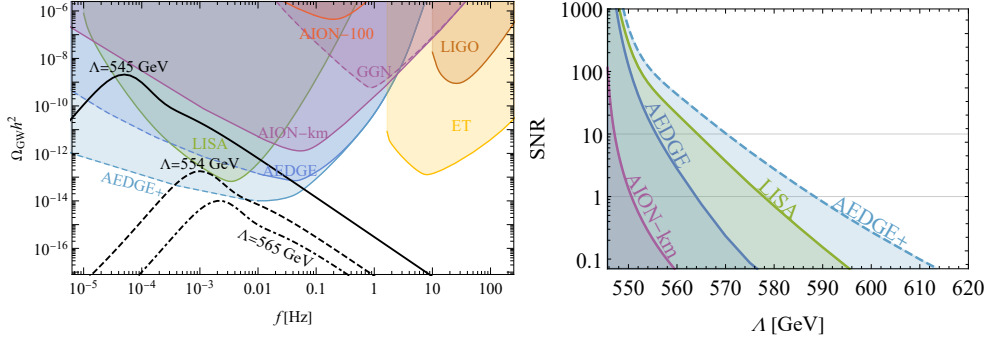 AION-100
GGN
LIGO
Λ=545 GeV
AION-km
LISA
AEDGE
ET
Λ=554 GeV
AEDGE+
Λ=565 GeV
10⁻⁶
10⁻⁸
10⁻¹⁰
10⁻¹²
10⁻¹⁴
10⁻¹⁶
Ω_GW h²
10⁻⁵ 10⁻⁴ 10⁻³ 0.01 0.1 1 10 100
f [Hz]
1000
100
10
1
0.1
SNR
AION-km
AEDGE
LISA
AEDGE+
550 560 570 580 590 600 610 620
Λ [GeV]